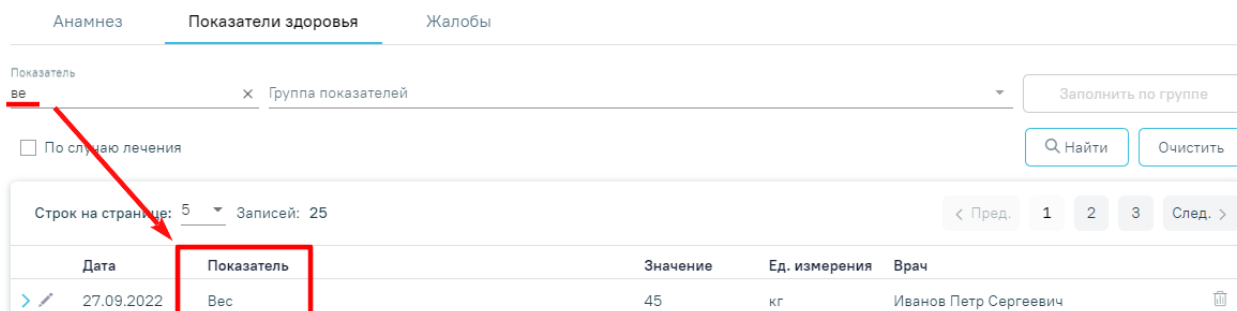 Анамнез Показатели здоровья Жалобы
Показатель
ве Группа показателей Заполнить по группе
По случаю лечения Найти Очистить
Строк на странице: 5 Записей: 25 < Пред. 1 2 3 След. >
Дата Показатель Значение Ед. измерения Врач
27.09.2022 Вес 45 кг Иванов Петр Сергеевич